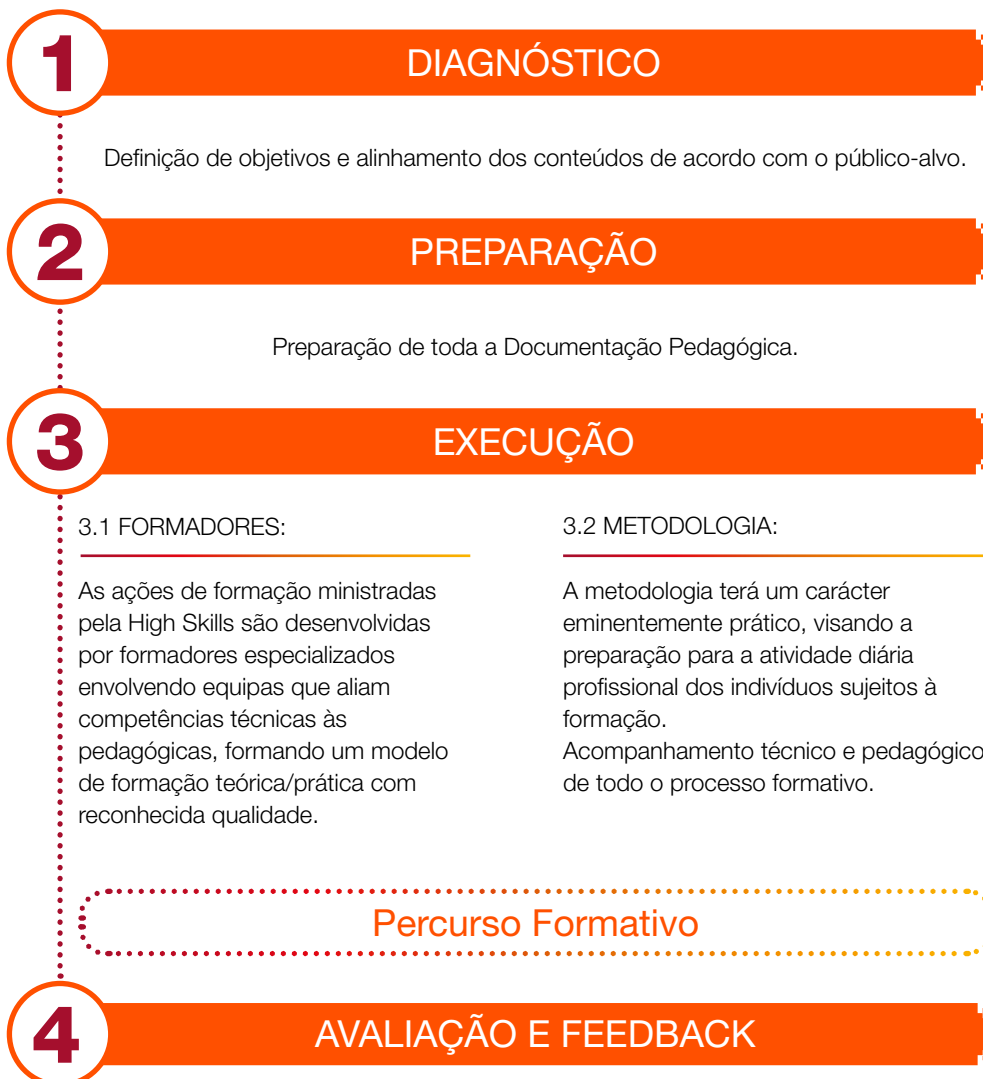 1
DIAGNÓSTICO
Definição de objetivos e alinhamento dos conteúdos de acordo com o público-alvo.
2
PREPARAÇÃO
Preparação de toda a Documentação Pedagógica.
3
EXECUÇÃO
3.1 FORMADORES:
As ações de formação ministradas
pela High Skills são desenvolvidas
por formadores especializados
envolvendo equipas que aliam
competências técnicas às
pedagógicas, formando um modelo
de formação teórica/prática com
reconhecida qualidade.
3.2 METODOLOGIA:
A metodologia terá um carácter
eminentemente prático, visando a
preparação para a atividade diária
profissional dos indivíduos sujeitos à
formação.
Acompanhamento técnico e pedagógico
de todo o processo formativo.
Percurso Formativo
4
AVALIAÇÃO E FEEDBACK